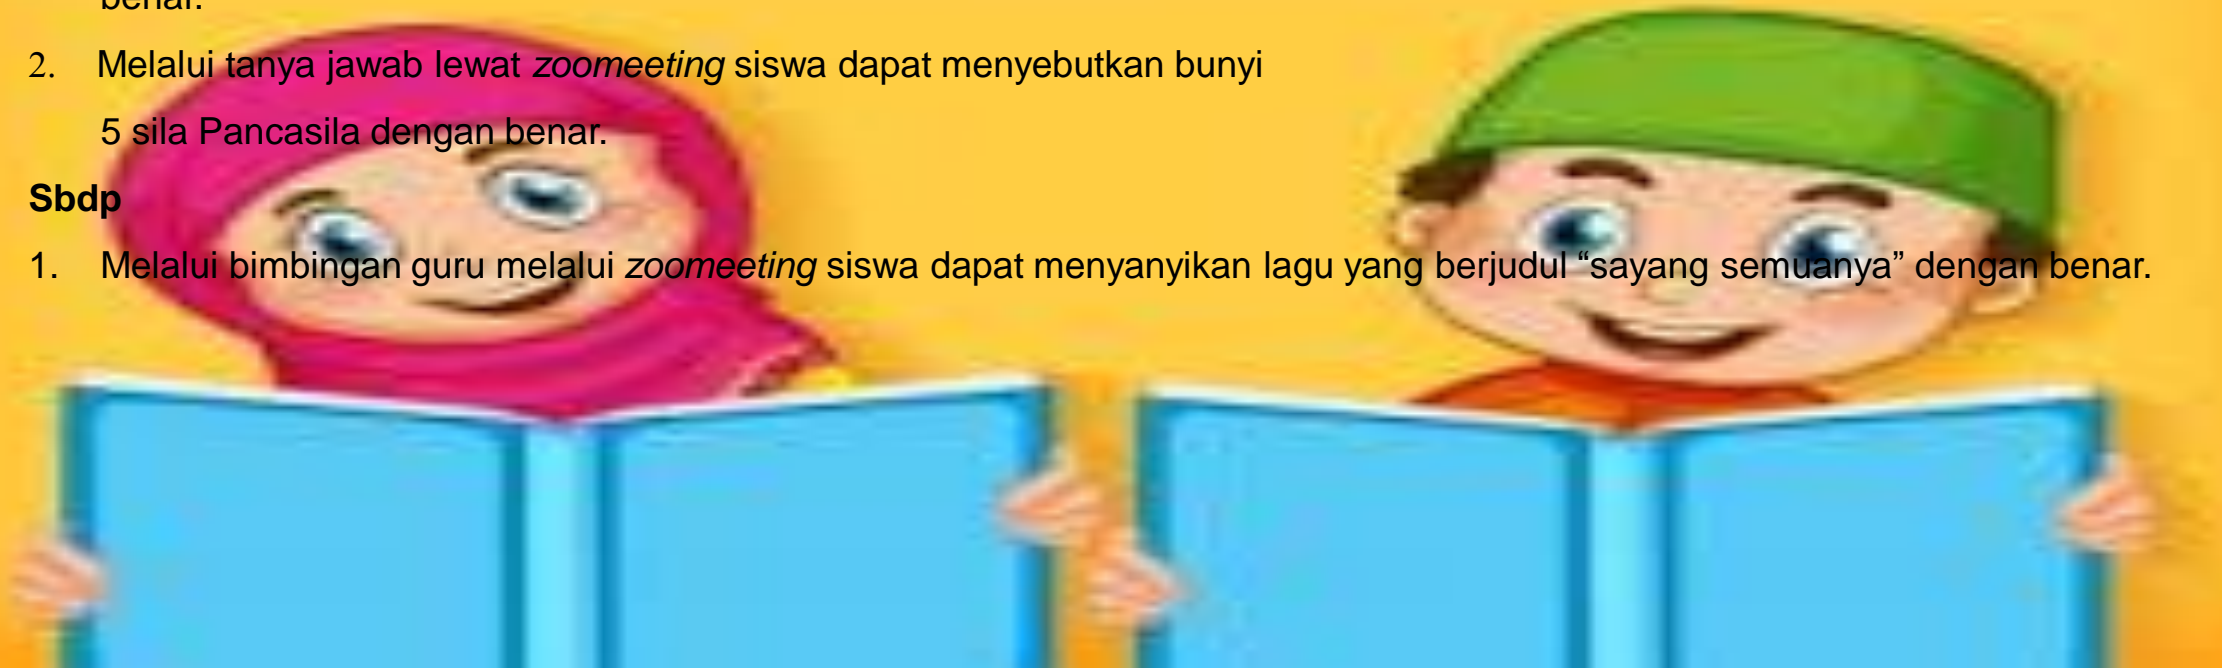 benar.
2. Melalui tanya jawab lewat zoomeeting siswa dapat menyebutkan bunyi
5 sila Pancasila dengan benar.
Sbdp
1. Melalui bimbingan guru melalui zoomeeting siswa dapat menyanyikan lagu yang berjudul “sayang semuanya” dengan benar.